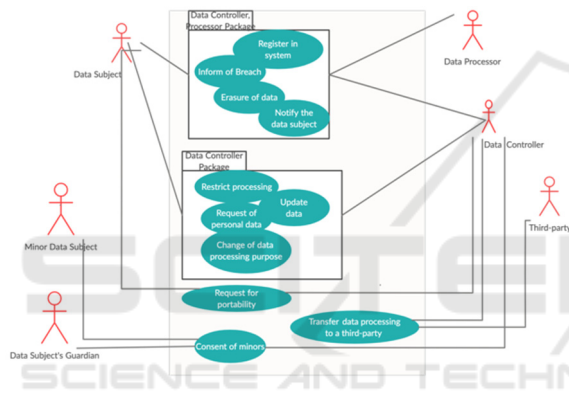 Data Controller,
Processor Package
Register in
system
Inform of Breach
Erasure of data
Notify the
data subject
Data Subject
Data Processor
Data Controller
Data Controller
Package
Restrict processing
Update
data
Request of
personal data
Change of data
processing purpose
Minor Data Subject
Third-party
Request for
portability
Transfer data processing
to a third-party
Consent of minors
Data Subject's Guardian
SCITE
SCIENCE AND TECHN